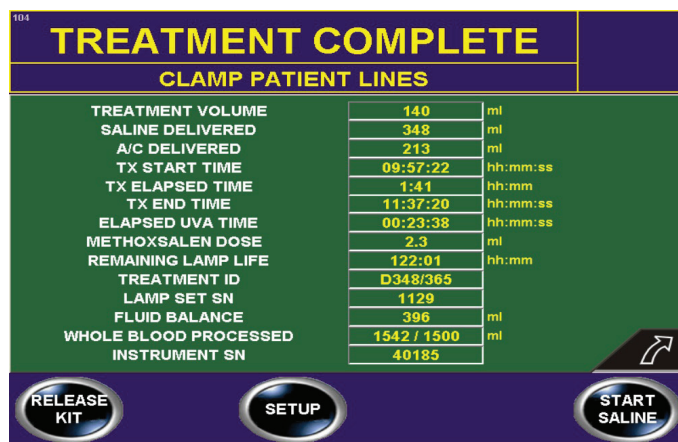 104
TREATMENT COMPLETE
CLAMP PATIENT LINES
TREATMENT VOLUME 140 ml
SALINE DELIVERED 348 ml
A/C DELIVERED 213 ml
TX START TIME 09:57:22 hh:mm:ss
TX ELAPSED TIME 1:41 hh:mm
TX END TIME 11:37:20 hh:mm:ss
ELAPSED UVA TIME 00:23:38 hh:mm:ss
METHOXSALEN DOSE 2.3 ml
REMAINING LAMP LIFE 122:01 hh:mm
TREATMENT ID D348/365
LAMP SET SN 1129
FLUID BALANCE 396 ml
WHOLE BLOOD PROCESSED 1542 / 1500 ml
INSTRUMENT SN 40185
RELEASE KIT
SETUP
START SALINE